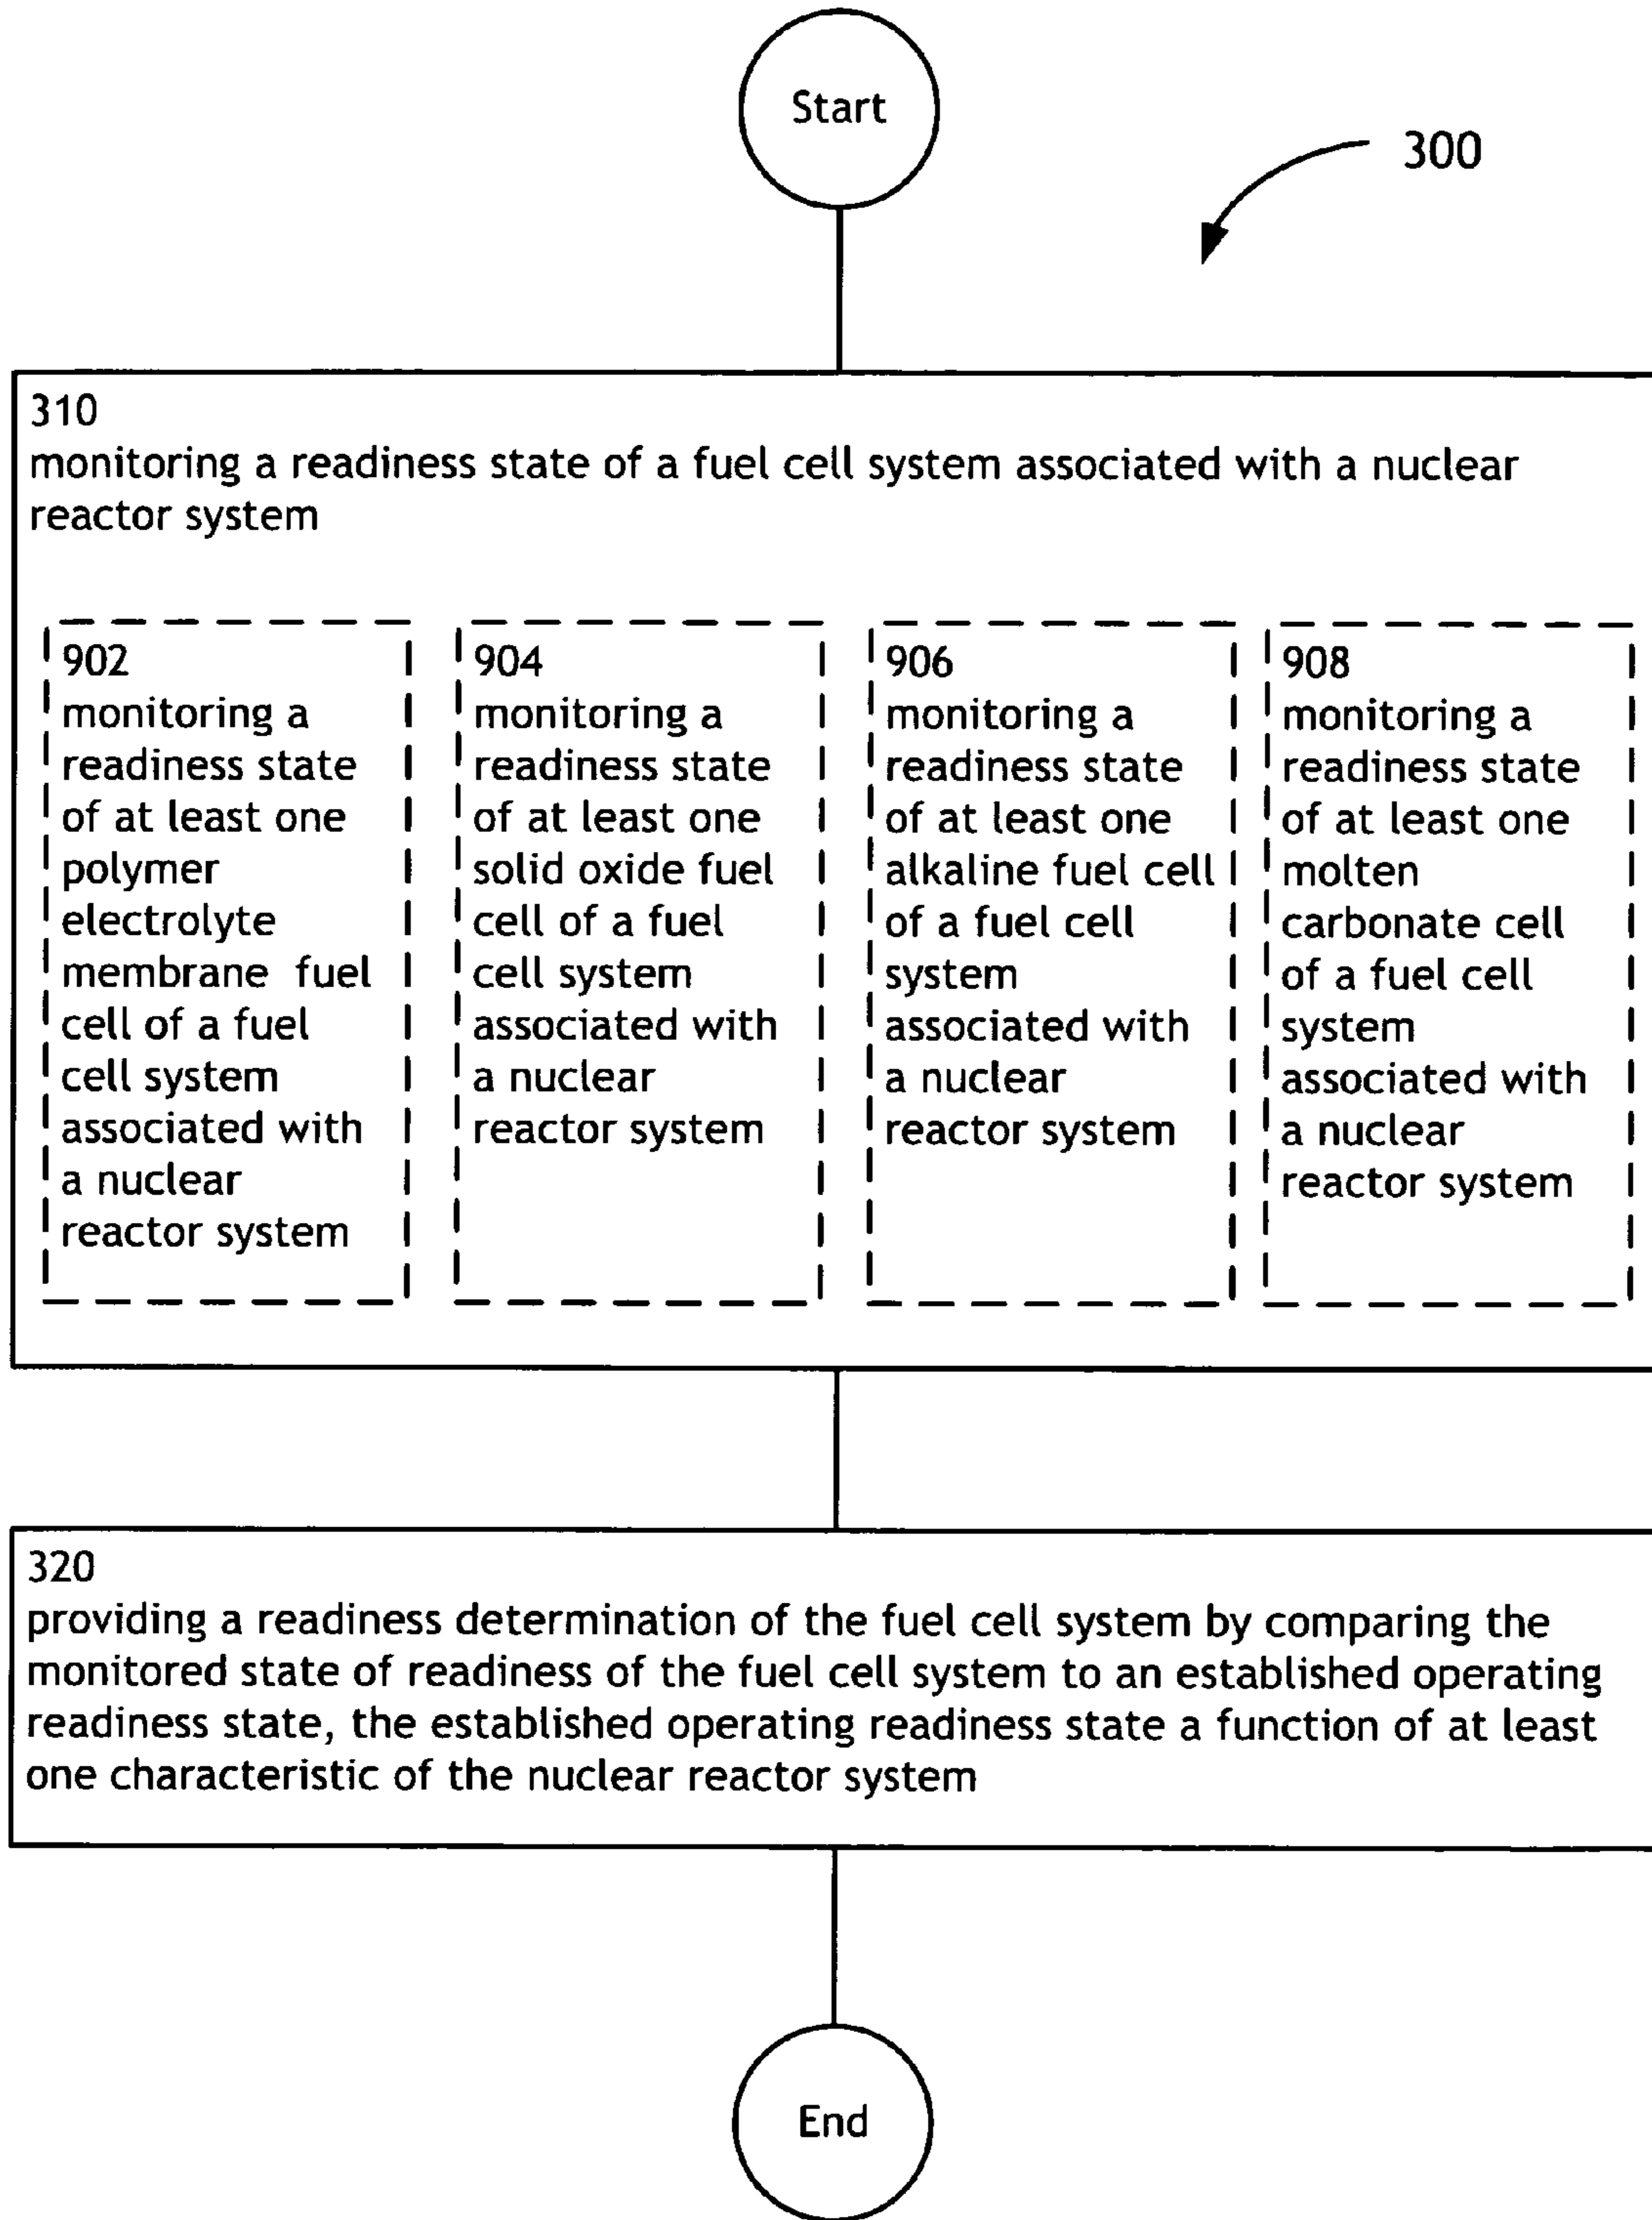 Start
300
310
monitoring a readiness state of a fuel cell system associated with a nuclear
reactor system
902
monitoring a
readiness state
of at least one
polymer
electrolyte
membrane fuel
cell of a fuel
cell system
associated with
a nuclear
reactor system
904
monitoring a
readiness state
of at least one
solid oxide fuel
cell of a fuel
cell system
associated with
a nuclear
reactor system
906
monitoring a
readiness state
of at least one
alkaline fuel cell
of a fuel cell
system
associated with
a nuclear
reactor system
908
monitoring a
readiness state
of at least one
molten
carbonate cell
of a fuel cell
system
associated with
a nuclear
reactor system
320
providing a readiness determination of the fuel cell system by comparing the
monitored state of readiness of the fuel cell system to an established operating
readiness state, the established operating readiness state a function of at least
one characteristic of the nuclear reactor system
End